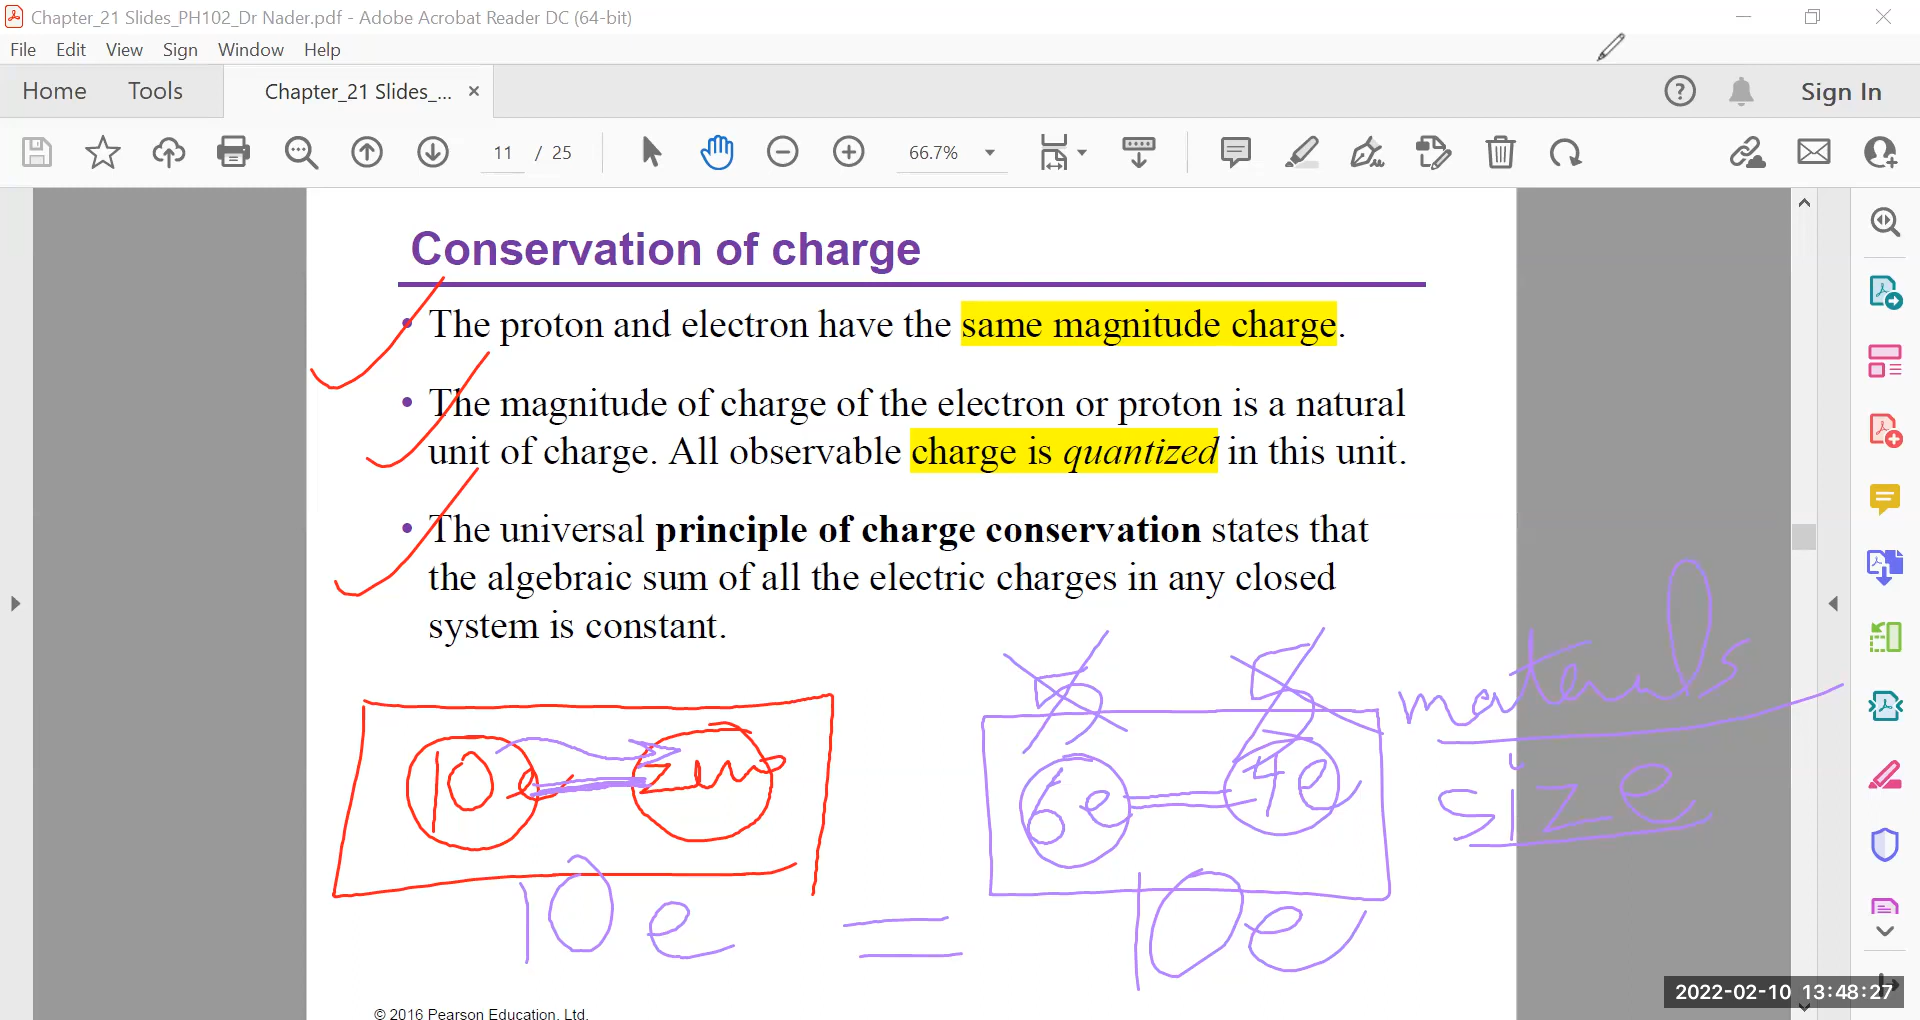 Chapter_21 Slides_PH102_Dr Nader.pdf - Adobe Acrobat Reader DC (64-bit)
File Edit View Sign Window Help
Home Tools Chapter_21 Slides_... × Sign In
11 / 25 66.7%
Conservation of charge
• The proton and electron have the same magnitude charge.
• The magnitude of charge of the electron or proton is a natural
unit of charge. All observable charge is quantized in this unit.
• The universal principle of charge conservation states that
the algebraic sum of all the electric charges in any closed
system is constant.
5 5 materials
10e zero 6e 4e size
10e = 10e
© 2016 Pearson Education, Ltd.
2022-02-10 13:48:27